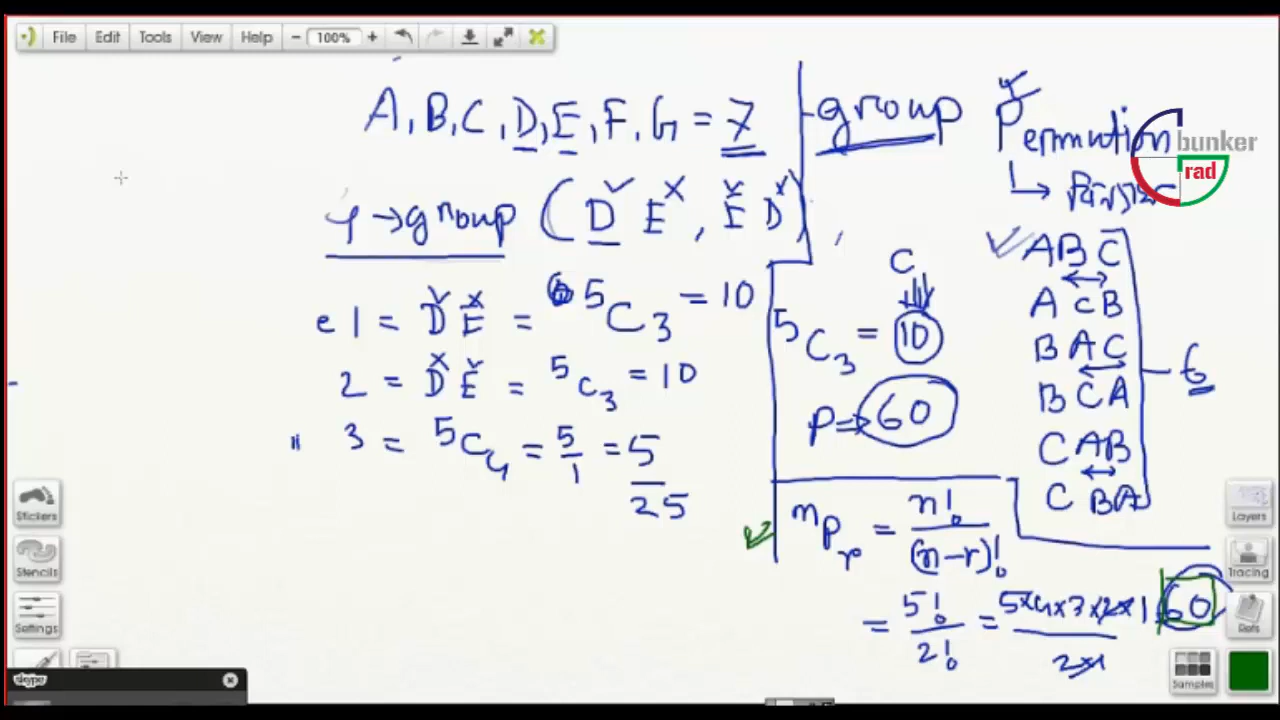 File Edit Tools View Help − 100% +
A, B, C, D, E, F, G = 7
4 → group ( D E , E D ) ,
e 1 = D E = 5C3 = 10
2 = D E = 5C3 = 10
" 3 = 5C4 = 5/1 = 5
25
group
Permution
bunker
rad
C
5C3 = 10
P ⇒ 60
ABC
ACB
BAC
BCA
CAB
CBA
6
nPr = n!/(n-r)!
= 5!/2! = 5×4×3×2×1/2×1 60
Stickers
Stencils
Settings
skype
Layers
Tracing
Refs
Samples